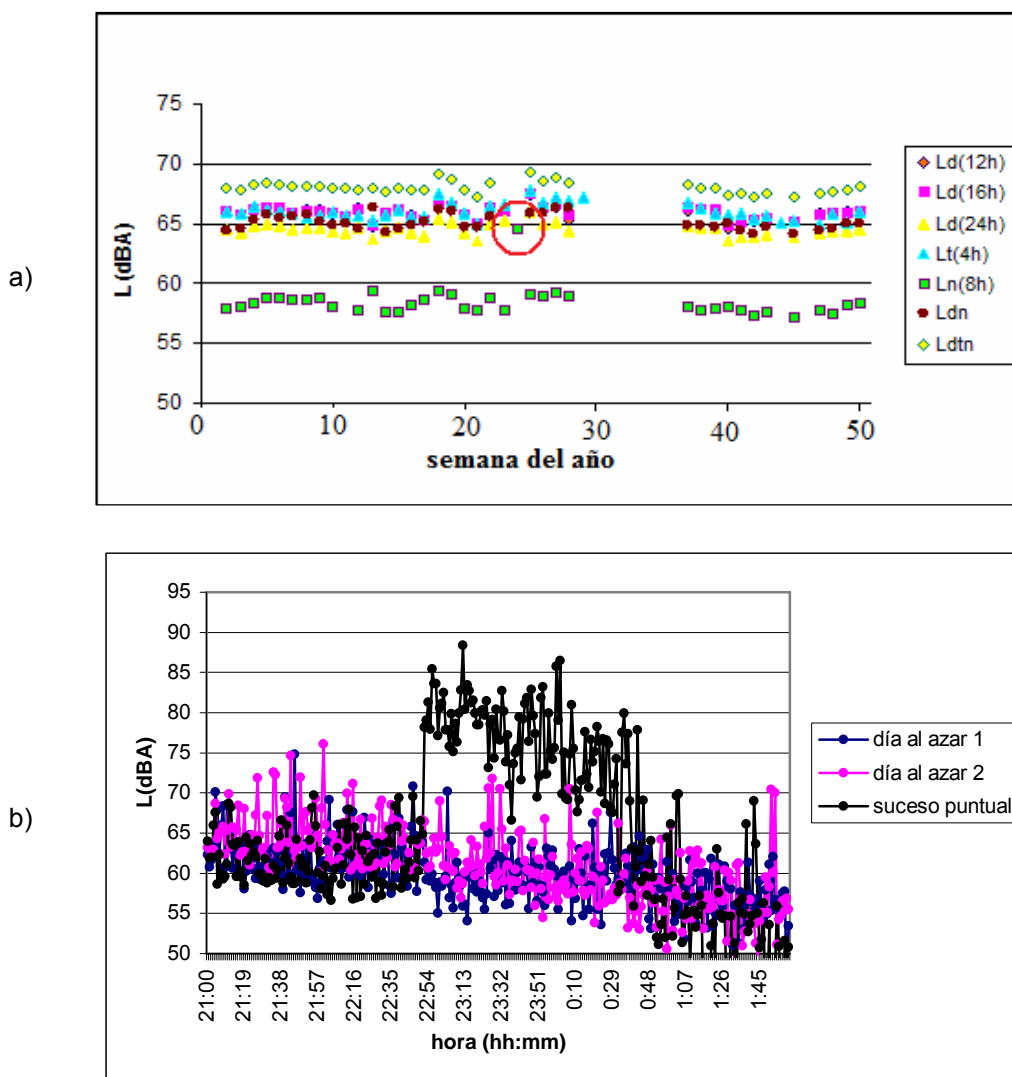 a)
L(dBA)
75
70
65
60
55
50
0 10 20 30 40 50
semana del año
Ld(12h)
Ld(16h)
Ld(24h)
Lt(4h)
Ln(8h)
Ldn
Ldtn
b)
L(dBA)
95
90
85
80
75
70
65
60
55
50
21:00 21:19 21:38 21:57 22:16 22:35 22:54 23:13 23:32 23:51 0:10 0:29 0:48 1:07 1:26 1:45
hora (hh:mm)
día al azar 1
día al azar 2
suceso puntual